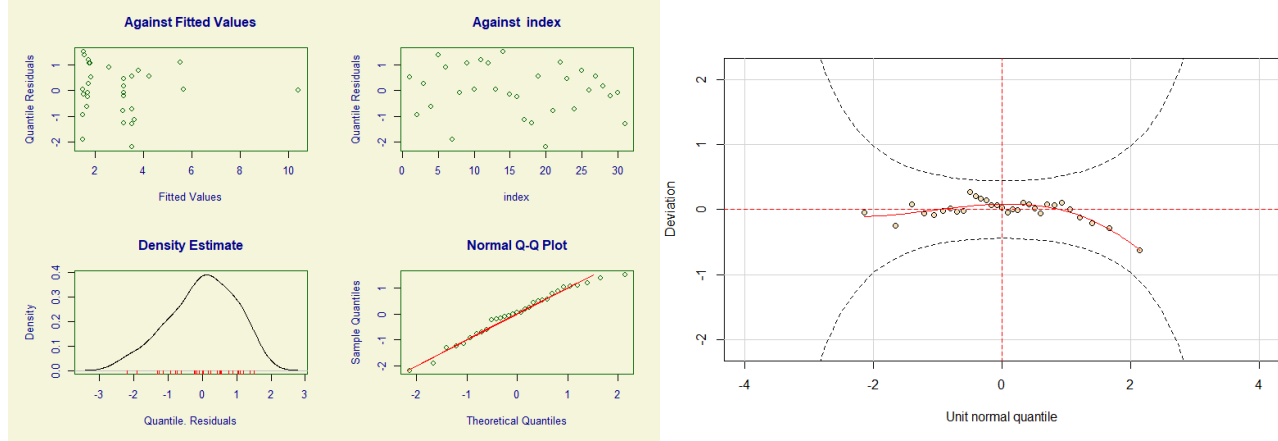 Against Fitted Values
Quantile Residuals
1
0
-1
-2
2 4 6 8 10
Fitted Values
Against index
Quantile Residuals
1
0
-1
-2
0 5 10 15 20 25 30
index
Density Estimate
Density
0.4
0.3
0.2
0.1
0.0
-3 -2 -1 0 1 2 3
Quantile. Residuals
Normal Q-Q Plot
Sample Quantiles
1
0
-1
-2
-2 -1 0 1 2
Theoretical Quantiles
Deviation
2
1
0
-1
-2
-4 -2 0 2 4
Unit normal quantile